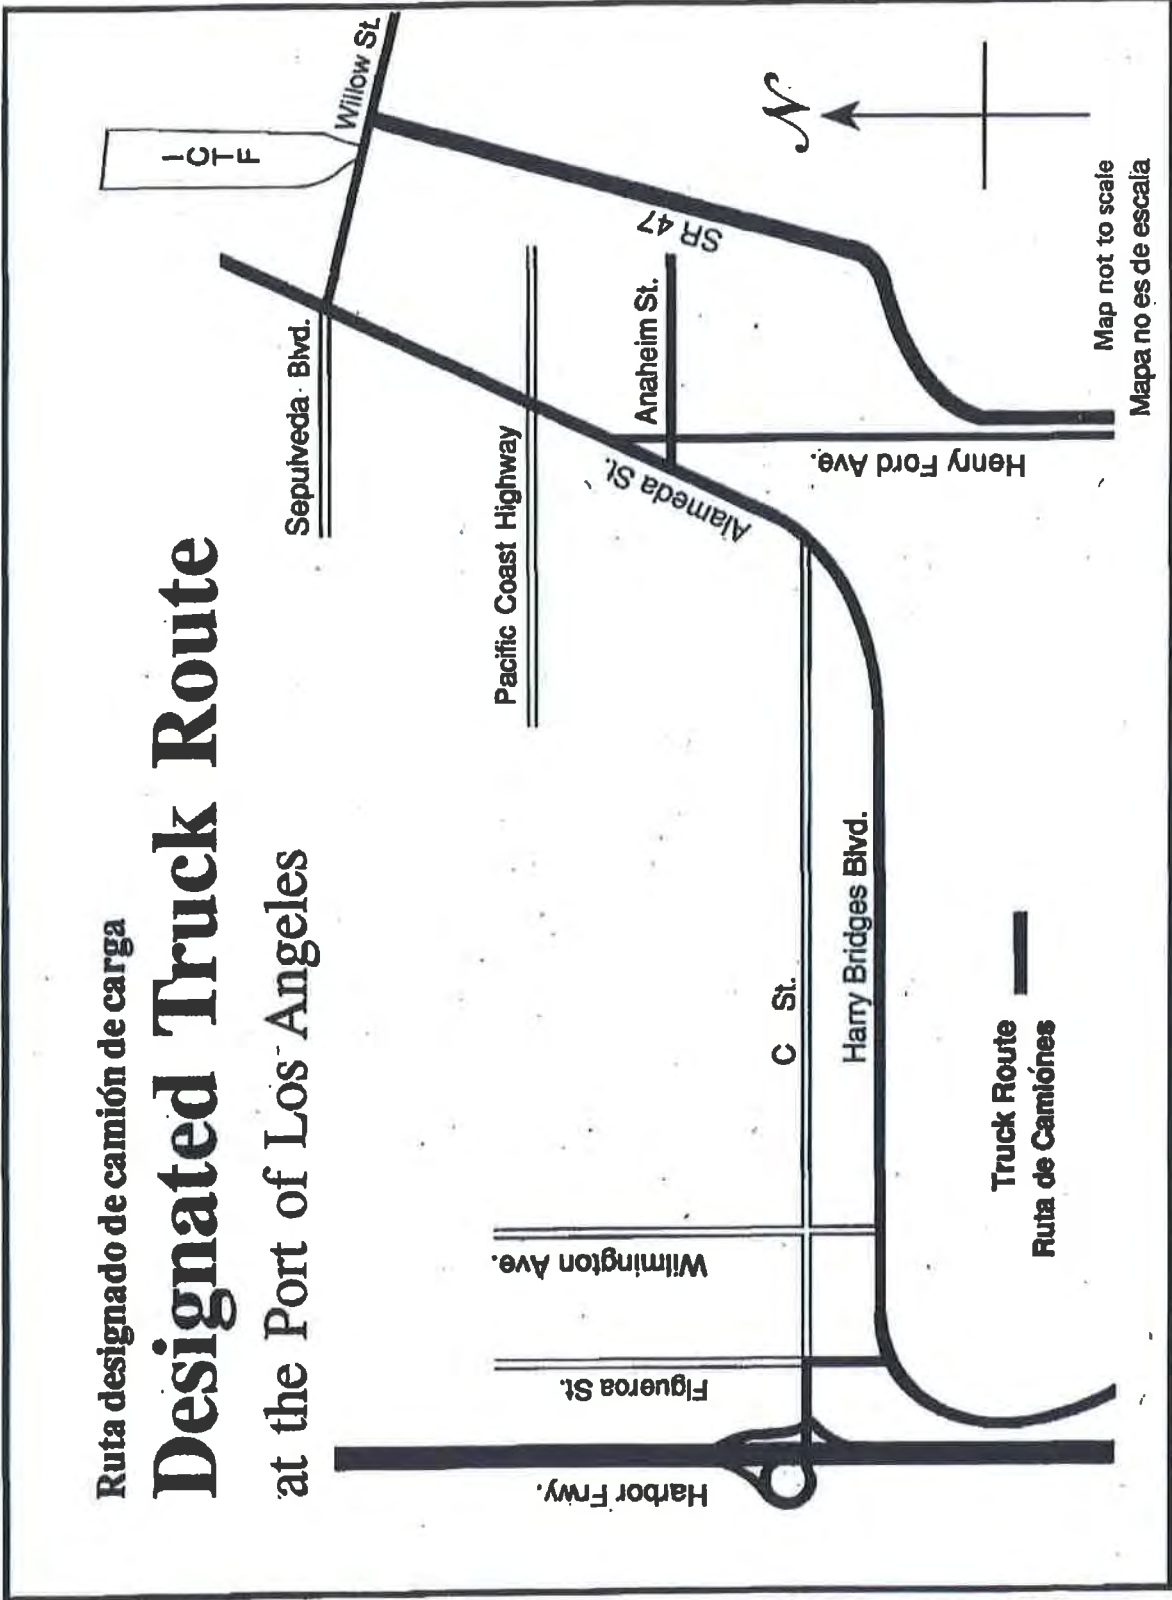 Ruta designado de camión de carga
Designated Truck Route
at the Port of Los Angeles
ICTF
Willow St.
Sepulveda Blvd.
Pacific Coast Highway
Anaheim St.
SR 47
Alameda St.
Henry Ford Ave.
C St.
Harry Bridges Blvd.
Wilmington Ave.
Figueroa St.
Harbor Frwy.
N
Truck Route
Ruta de Camiónes
Map not to scale
Mapa no es de escala